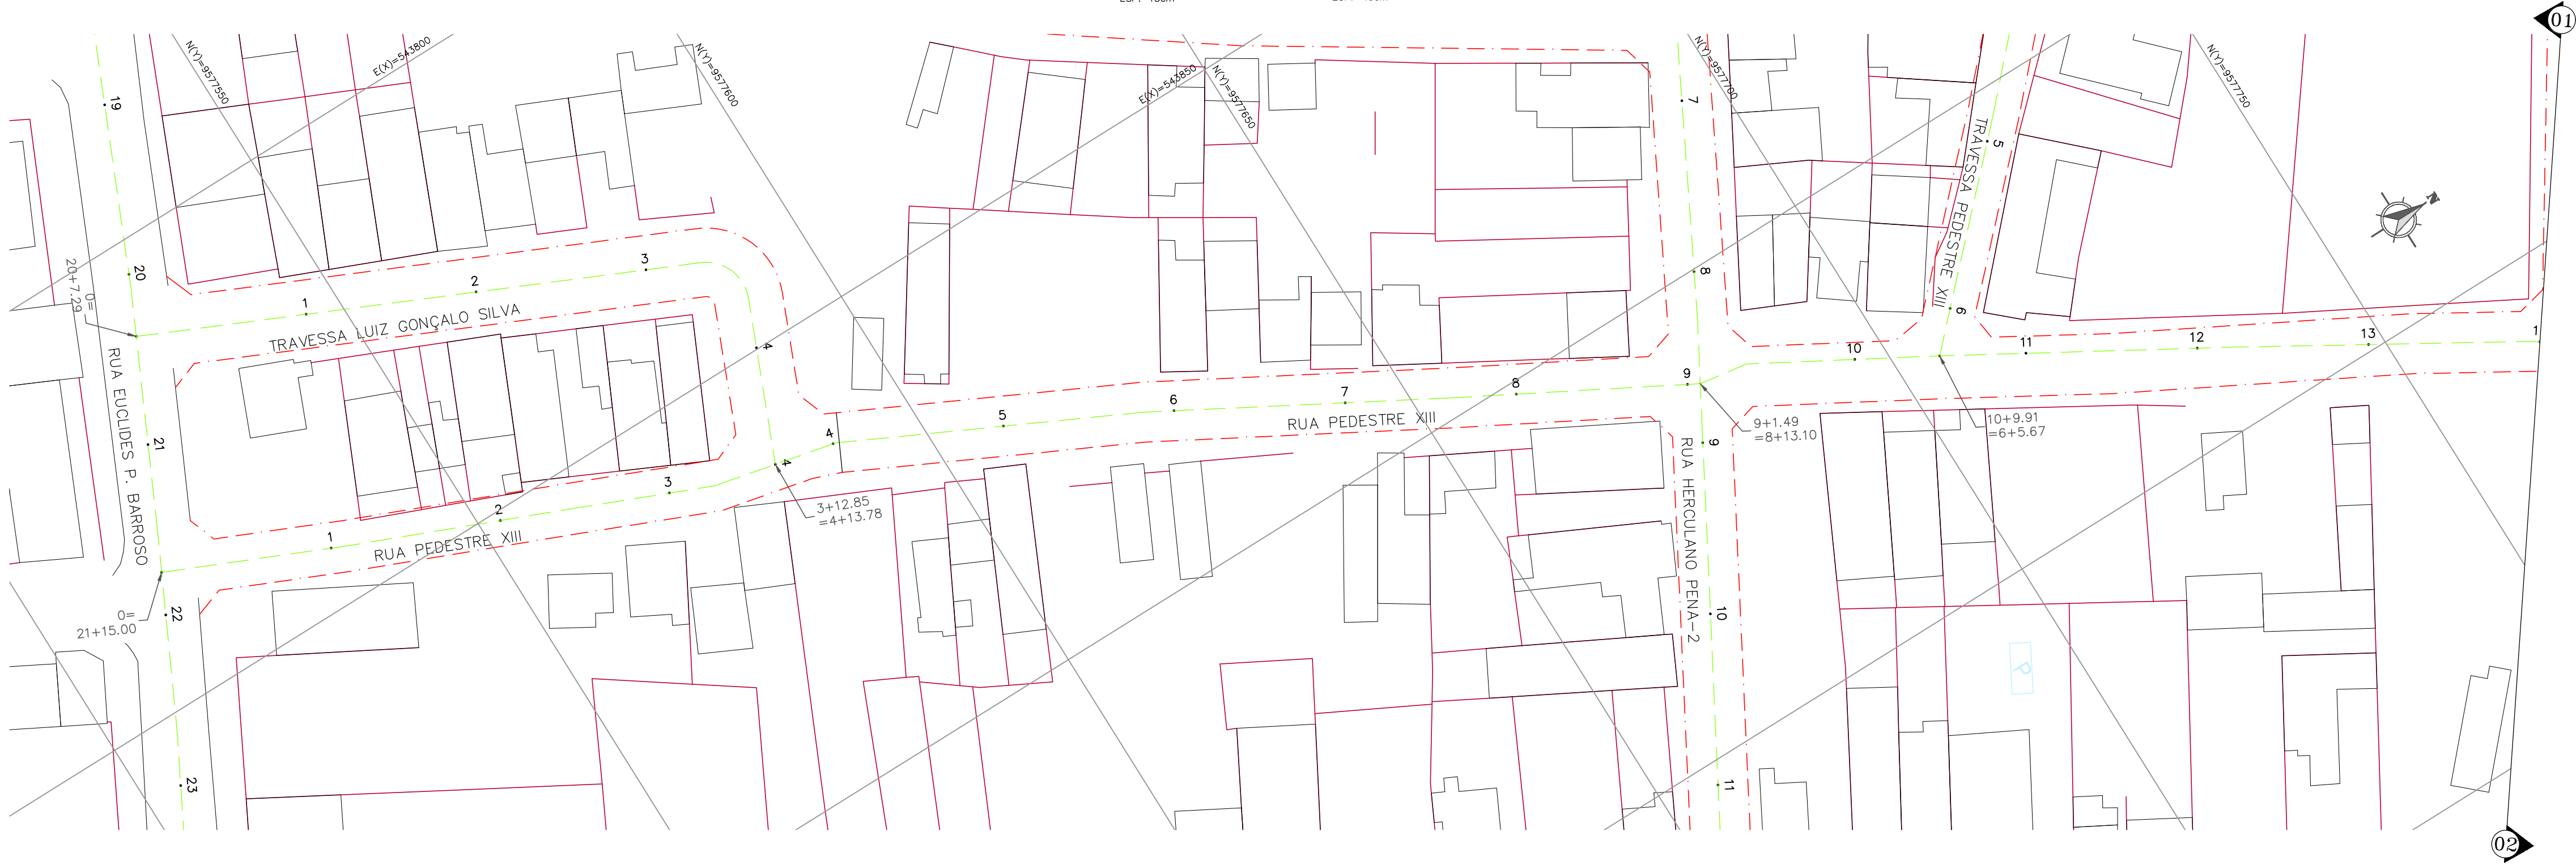 01
N(Y)=9577550
E(X)=543800
N(Y)=9577600
E(X)=543850
N(Y)=9577650
N(Y)=9577700
N(Y)=9577750
19
7
5
TRAVESSA PEDESTRE XIII
N
20
0=
20+7.29
1
2
3
8
6
TRAVESSA LUIZ GONÇALO SILVA
4
10
11
12
13
1
RUA EUCLIDES P. BARROSO
21
4
5
6
7
8
9
RUA PEDESTRE XIII
9+1.49
=8+13.10
10+9.91
=6+5.67
9
RUA HERCULANO PENA-2
4
3
2
1
3+12.85
=4+13.78
RUA PEDESTRE XIII
0=
21+15.00
22
10
P
23
11
02